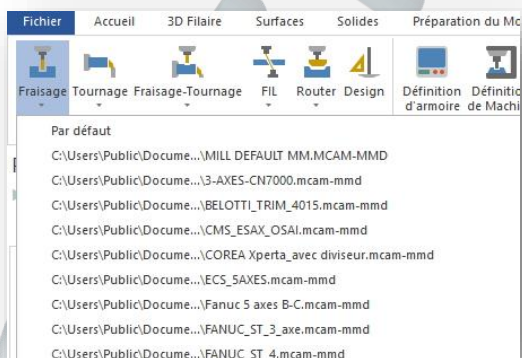 Fichier Accueil 3D Filaire Surfaces Solides Préparation du Mo
Fraisage Tournage Fraisage-Tournage FIL Router Design Définition Définitio
d'armoire de Machi
Par défaut
C:\Users\Public\Docume...\MILL DEFAULT MM.MCAM-MMD
C:\Users\Public\Docume...\3-AXES-CN7000.mcam-mmd
C:\Users\Public\Docume...\BELOTTI_TRIM_4015.mcam-mmd
C:\Users\Public\Docume...\CMS_ESAX_OSAI.mcam-mmd
C:\Users\Public\Docume...\COREA Xperta_avec diviseur.mcam-mmd
C:\Users\Public\Docume...\ECS_5AXES.mcam-mmd
C:\Users\Public\Docume...\Fanuc 5 axes B-C.mcam-mmd
C:\Users\Public\Docume...\FANUC_ST_3_axe.mcam-mmd
C:\Users\Public\Docume...\FANUC_ST_4.mcam-mmd